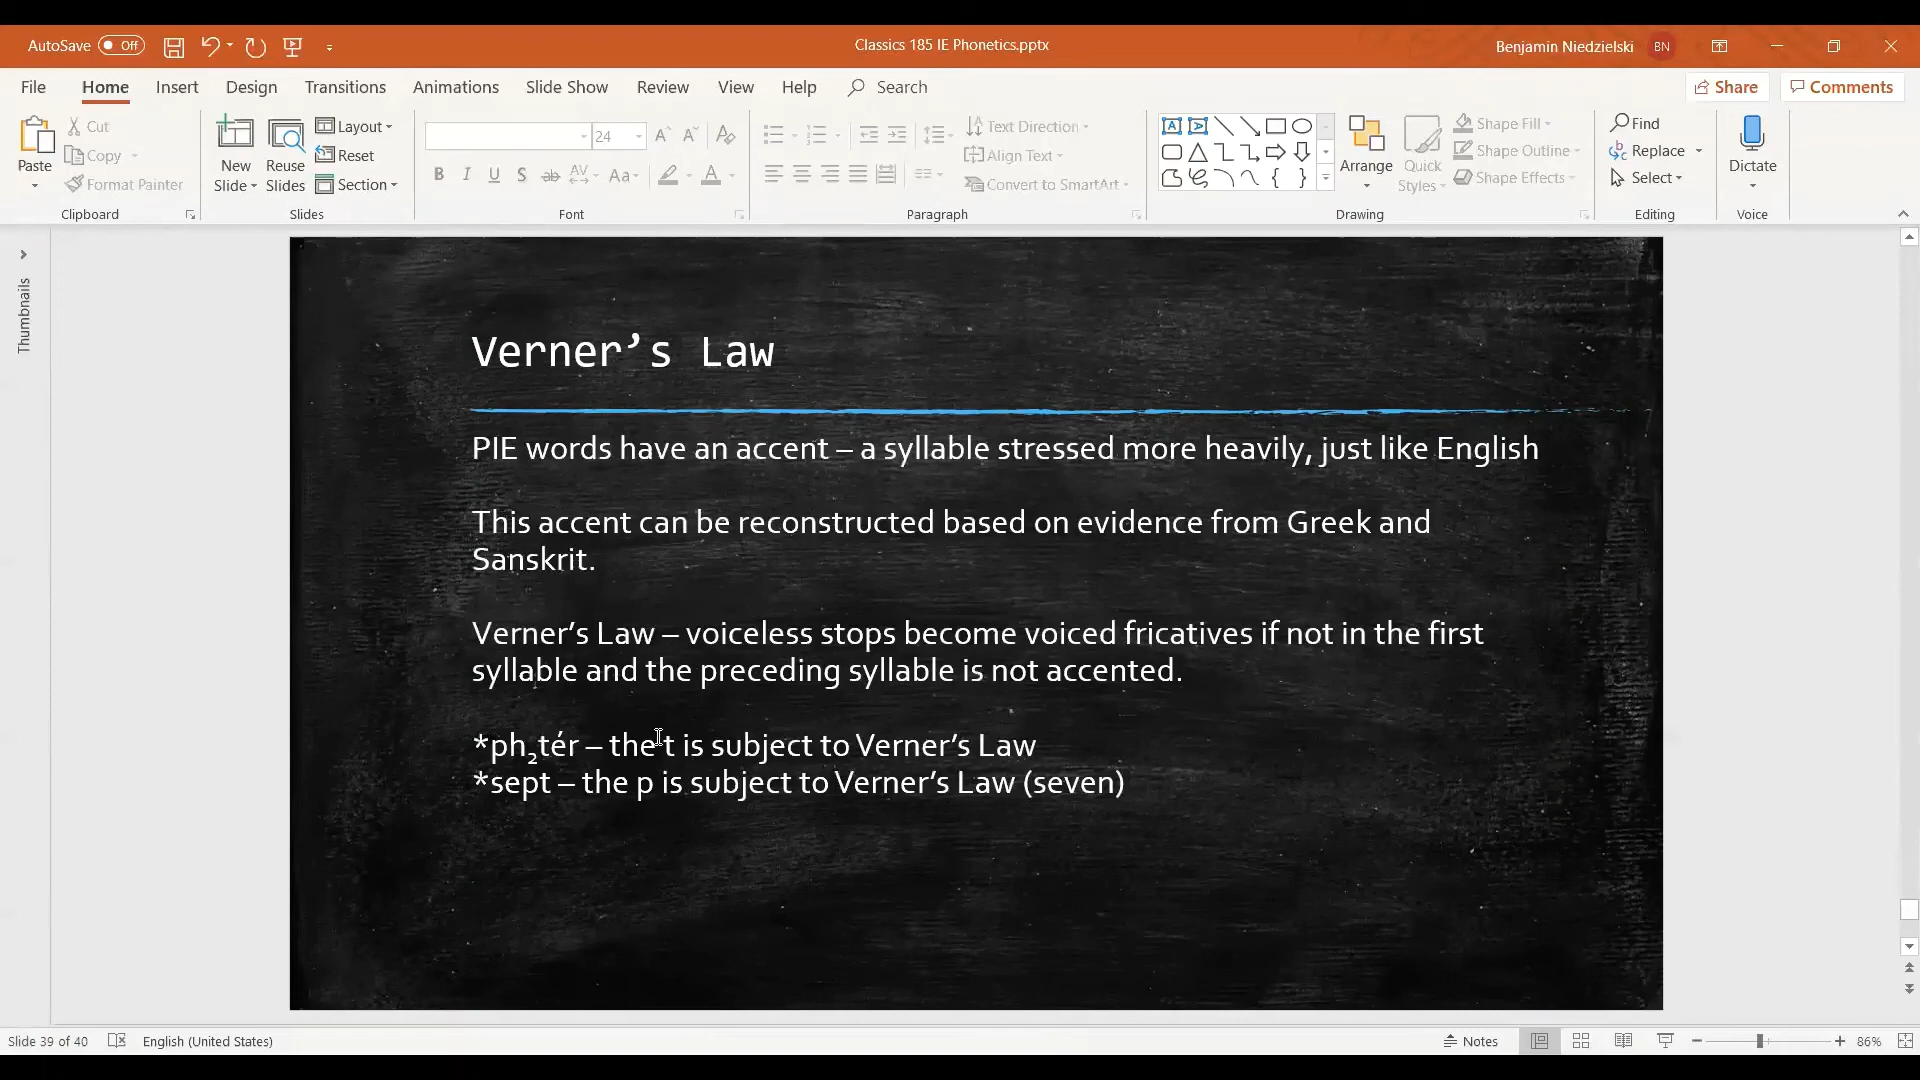 AutoSave Off
Classics 185 IE Phonetics.pptx
Benjamin Niedzielski BN
File Home Insert Design Transitions Animations Slide Show Review View Help Search
Share Comments
Paste
Cut
Copy
Format Painter
Clipboard
New Slide
Reuse Slides
Layout
Reset
Section
Slides
24
B I U S ab AV Aa A
Font
Text Direction
Align Text
Convert to SmartArt
Paragraph
Arrange
Quick Styles
Shape Fill
Shape Outline
Shape Effects
Drawing
Find
Replace
Select
Editing
Dictate
Voice
Thumbnails
Verner’s Law
PIE words have an accent – a syllable stressed more heavily, just like English
This accent can be reconstructed based on evidence from Greek and
Sanskrit.
Verner’s Law – voiceless stops become voiced fricatives if not in the first
syllable and the preceding syllable is not accented.
*ph₂tér – the t is subject to Verner’s Law
*sept – the p is subject to Verner’s Law (seven)
Slide 39 of 40
English (United States)
Notes
86%